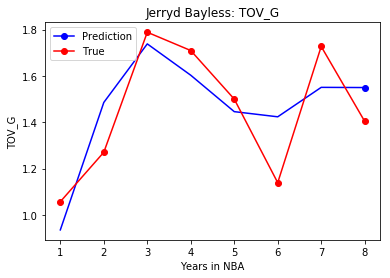 Jerryd Bayless: TOV_G
Prediction
True
TOV_G
1.8
1.6
1.4
1.2
1.0
1 2 3 4 5 6 7 8
Years in NBA